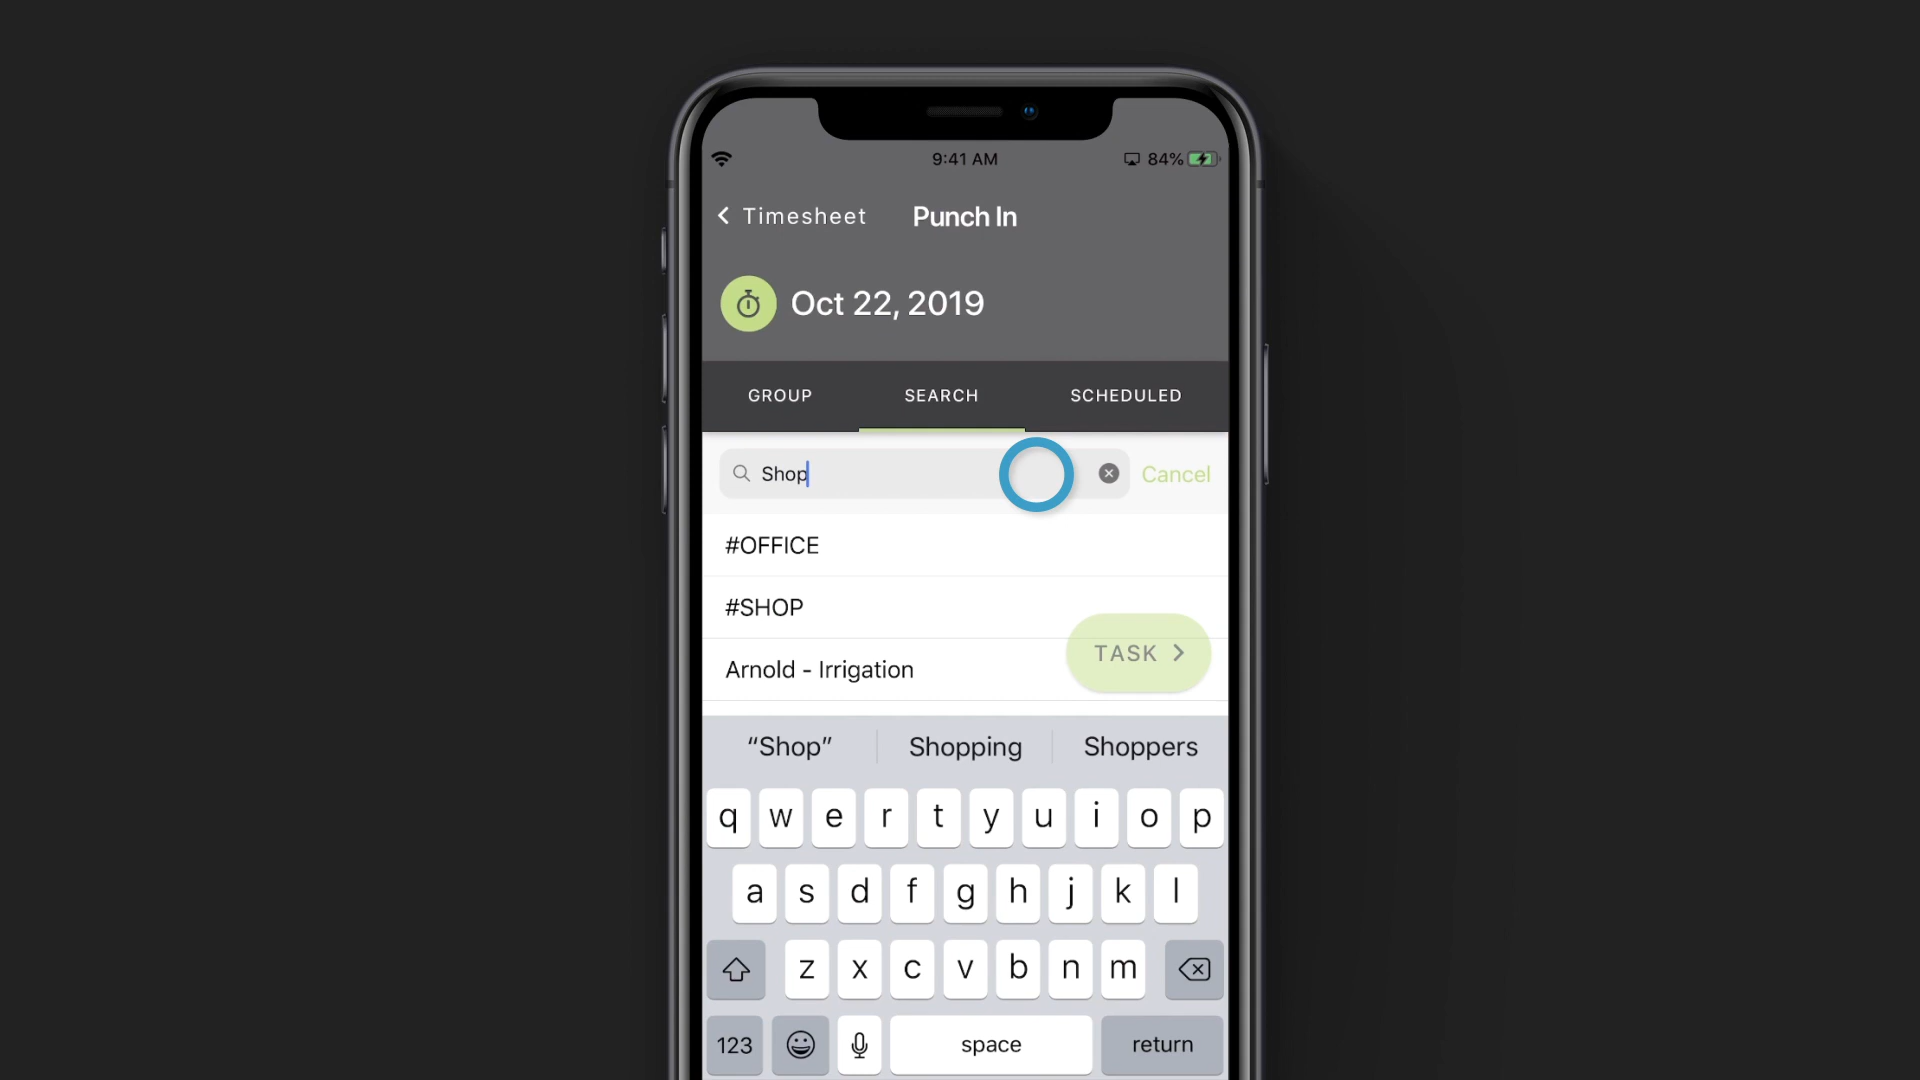 9:41 AM 84%
Timesheet Punch In
Oct 22, 2019
GROUP SEARCH SCHEDULED
Shop Cancel
#OFFICE
#SHOP
TASK
Arnold - Irrigation
“Shop” Shopping Shoppers
q w e r t y u i o p
a s d f g h j k l
z x c v b n m
123 space return